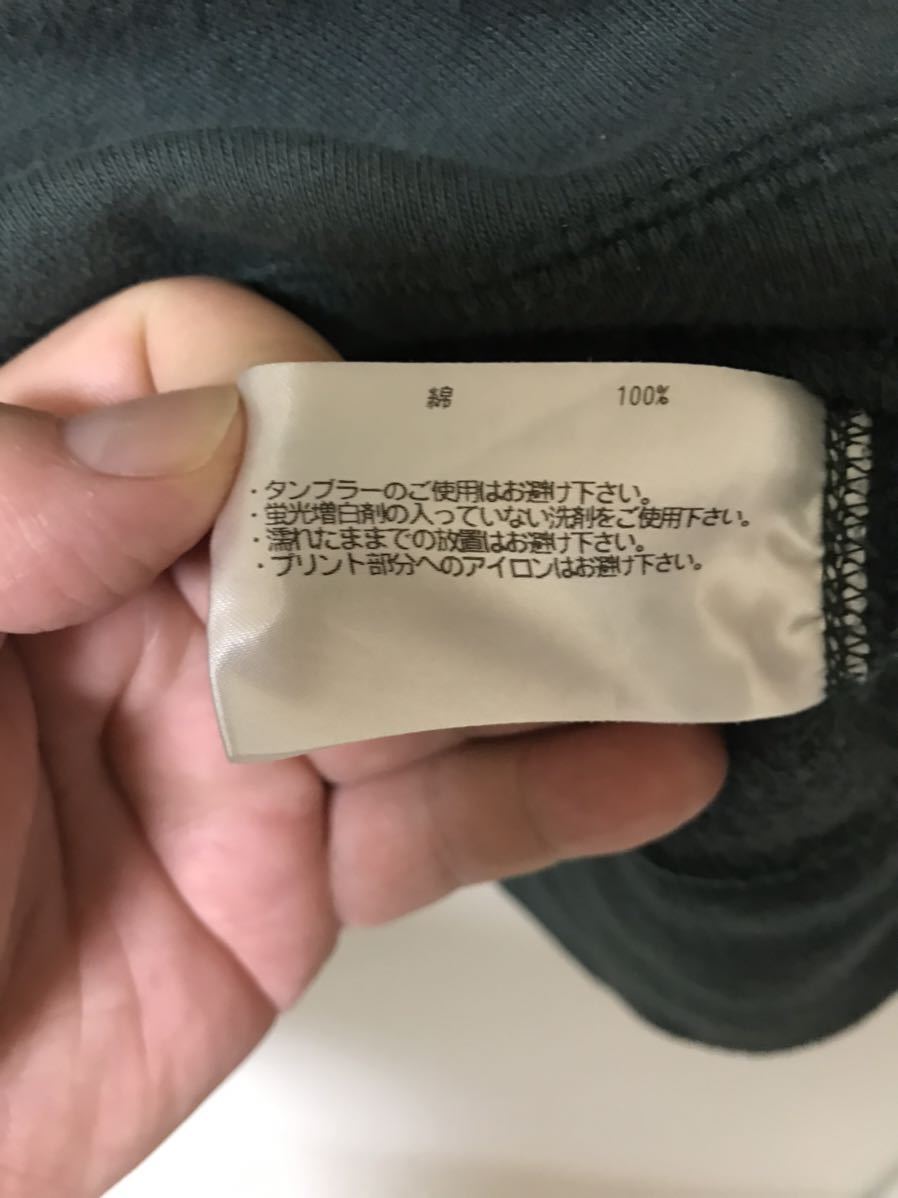 綿 100%
・タンブラーのご使用はお避け下さい。
・蛍光増白剤の入っていない洗剤をご使用下さい。
・濡れたままでの放置はお避け下さい。
・プリント部分へのアイロンはお避け下さい。